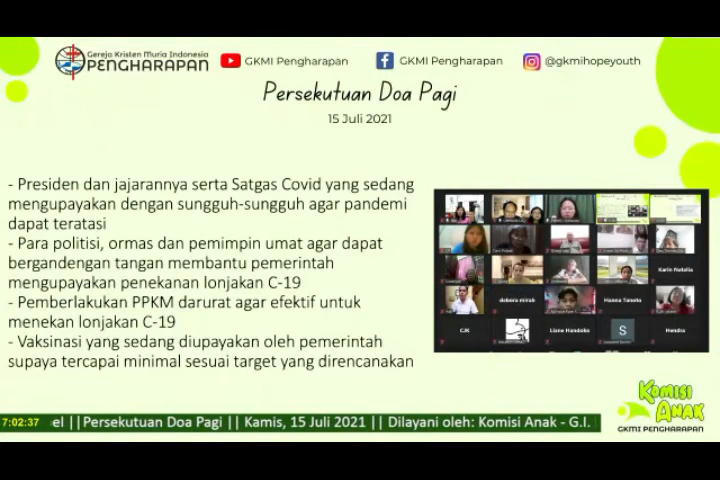 Gereja Kristen Muria Indonesia
PENGHARAPAN
GKMI Pengharapan
GKMI Pengharapan
@gkmihopeyouth
Persekutuan Doa Pagi
15 Juli 2021
- Presiden dan jajarannya serta Satgas Covid yang sedang
mengupayakan dengan sungguh-sungguh agar pandemi
dapat teratasi
- Para politisi, ormas dan pemimpin umat agar dapat
bergandengan tangan membantu pemerintah
mengupayakan penekanan lonjakan C-19
- Pemberlakukan PPKM darurat agar efektif untuk
menekan lonjakan C-19
- Vaksinasi yang sedang diupayakan oleh pemerintah
supaya tercapai minimal sesuai target yang direncanakan
Karin Natalia
debora mirah
Hanna Tanoto
CJK
Liane Handoko
S
Hendra
KOMISI
ANAK
GKMI PENGHARAPAN
7:02:37 el ||Persekutuan Doa Pagi || Kamis, 15 Juli 2021 || Dilayani oleh: Komisi Anak - G.I.